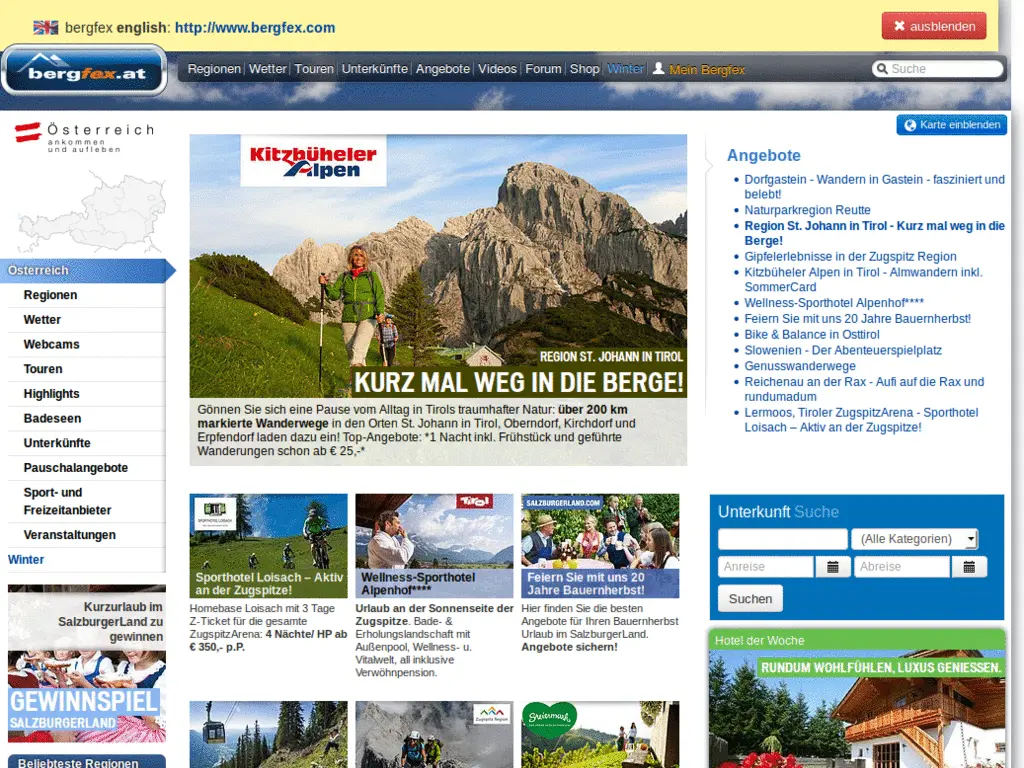 bergfex english: http://www.bergfex.com
✖ ausblenden
bergfex.at
Regionen Wetter Touren Unterkünfte Angebote Videos Forum Shop Winter Mein Bergfex
Suche
Karte einblenden
Österreich
ankommen
und aufleben
Österreich
Regionen
Wetter
Webcams
Touren
Highlights
Badeseen
Unterkünfte
Pauschalangebote
Sport- und
Freizeitanbieter
Veranstaltungen
Winter
Kurzurlaub im
SalzburgerLand zu
gewinnen
GEWINNSPIEL
SALZBURGERLAND
Beliebteste Regionen
Kitzbüheler
Alpen
REGION ST. JOHANN IN TIROL
KURZ MAL WEG IN DIE BERGE!
Gönnen Sie sich eine Pause vom Alltag in Tirols traumhafter Natur: über 200 km
markierte Wanderwege in den Orten St. Johann in Tirol, Oberndorf, Kirchdorf und
Erpfendorf laden dazu ein! Top-Angebote: *1 Nacht inkl. Frühstück und geführte
Wanderungen schon ab € 25,-*
SPORTHOTEL LOISACH
Sporthotel Loisach – Aktiv
an der Zugspitze!
Homebase Loisach mit 3 Tage
Z-Ticket für die gesamte
ZugspitzArena: 4 Nächte/ HP ab
€ 350,- p.P.
Tirol
Wellness-Sporthotel
Alpenhof****
Urlaub an der Sonnenseite der
Zugspitze. Bade- &
Erholungslandschaft mit
Außenpool, Wellness- u.
Vitalwelt, all inklusive
Verwöhnpension.
SALZBURGERLAND.COM
Feiern Sie mit uns 20
Jahre Bauernherbst!
Hier finden Sie die besten
Angebote für Ihren Bauernherbst
Urlaub im SalzburgerLand.
Angebote sichern!
Zugspitz Region
Steiermark
Angebote
• Dorfgastein - Wandern in Gastein - fasziniert und
belebt!
• Naturparkregion Reutte
• Region St. Johann in Tirol - Kurz mal weg in die
Berge!
• Gipfelerlebnisse in der Zugspitz Region
• Kitzbüheler Alpen in Tirol - Almwandern inkl.
SommerCard
• Wellness-Sporthotel Alpenhof****
• Feiern Sie mit uns 20 Jahre Bauernherbst!
• Bike & Balance in Osttirol
• Slowenien - Der Abenteuerspielplatz
• Genusswanderwege
• Reichenau an der Rax - Aufi auf die Rax und
rundumadum
• Lermoos, Tiroler ZugspitzArena - Sporthotel
Loisach – Aktiv an der Zugspitze!
Unterkunft Suche
(Alle Kategorien)
Anreise Abreise
Suchen
Hotel der Woche
RUNDUM WOHLFÜHLEN, LUXUS GENIESSEN.